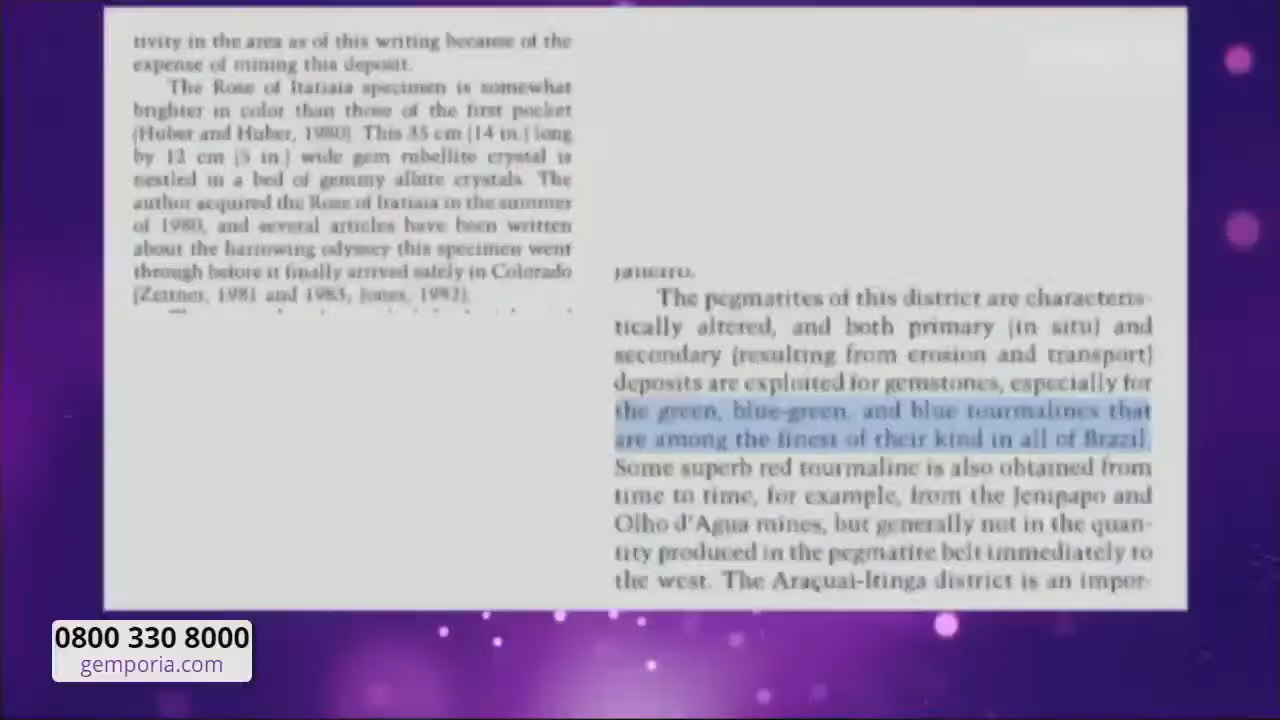 tivity in the area as of this writing because of the
expense of mining this deposit.
The Rose of Itatiaia specimen is somewhat
brighter in color than those of the first pocket
(Huber and Huber, 1980). This 35 cm (14 in.) long
by 12 cm (5 in.) wide gem rubellite crystal is
nestled in a bed of gemmy albite crystals. The
author acquired the Rose of Itatiaia in the summer
of 1980, and several articles have been written
about the harrowing odyssey this specimen went
through before it finally arrived safely in Colorado
(Zeitner, 1981 and 1983, Jones, 1982).
janeiro.
The pegmatites of this district are characteris-
tically altered, and both primary (in situ) and
secondary (resulting from erosion and transport)
deposits are exploited for gemstones, especially for
the green, blue-green, and blue tourmalines that
are among the finest of their kind in all of Brazil.
Some superb red tourmaline is also obtained from
time to time, for example, from the Jenipapo and
Olho d'Agua mines, but generally not in the quan-
tity produced in the pegmatite belt immediately to
the west. The Araçuai-Itinga district is an impor-
0800 330 8000
gemporia.com